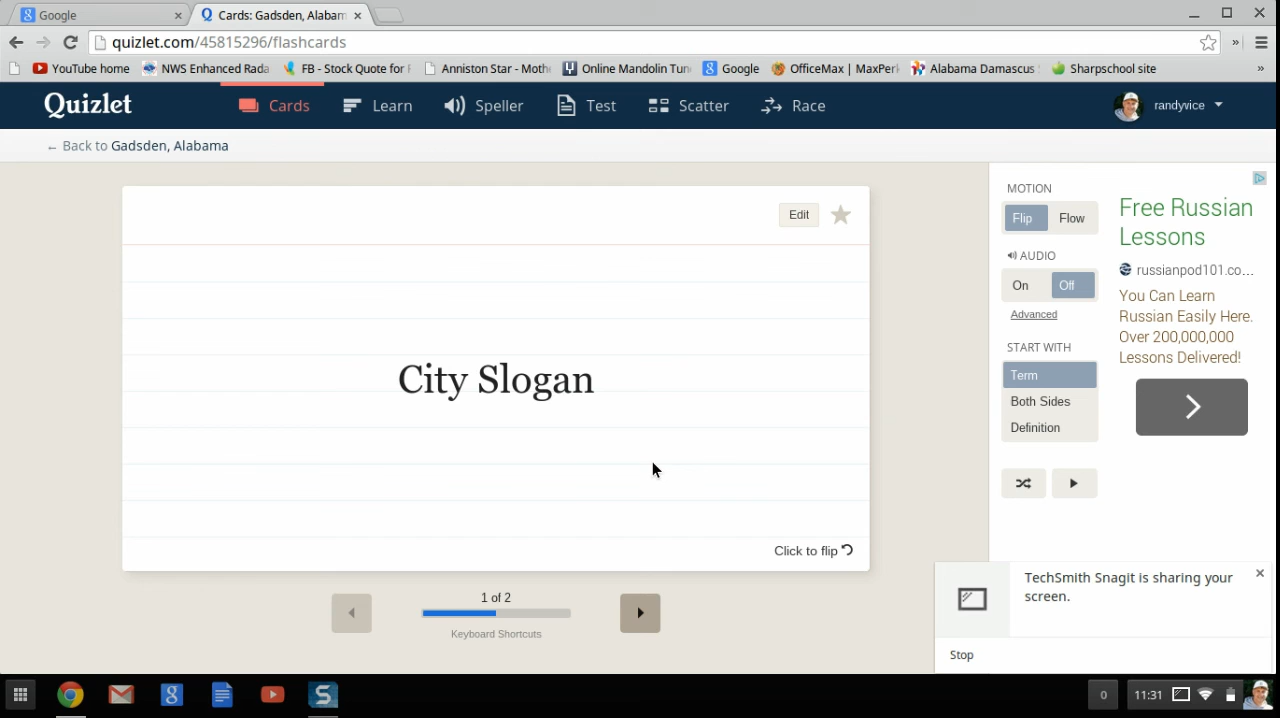 Google
Cards: Gadsden, Alabam
quizlet.com/45815296/flashcards
»
YouTube home
NWS Enhanced Rada
FB - Stock Quote for F
Anniston Star - Moth
Online Mandolin Tun
Google
OfficeMax | MaxPerk
Alabama Damascus
Sharpschool site
»
Quizlet
Cards
Learn
Speller
Test
Scatter
Race
randyvice
← Back to Gadsden, Alabama
Edit
City Slogan
Click to flip
1 of 2
Keyboard Shortcuts
MOTION
Flip Flow
AUDIO
On Off
Advanced
START WITH
Term
Both Sides
Definition
Free Russian
Lessons
russianpod101.co...
You Can Learn
Russian Easily Here.
Over 200,000,000
Lessons Delivered!
TechSmith Snagit is sharing your
screen.
Stop
0
11:31